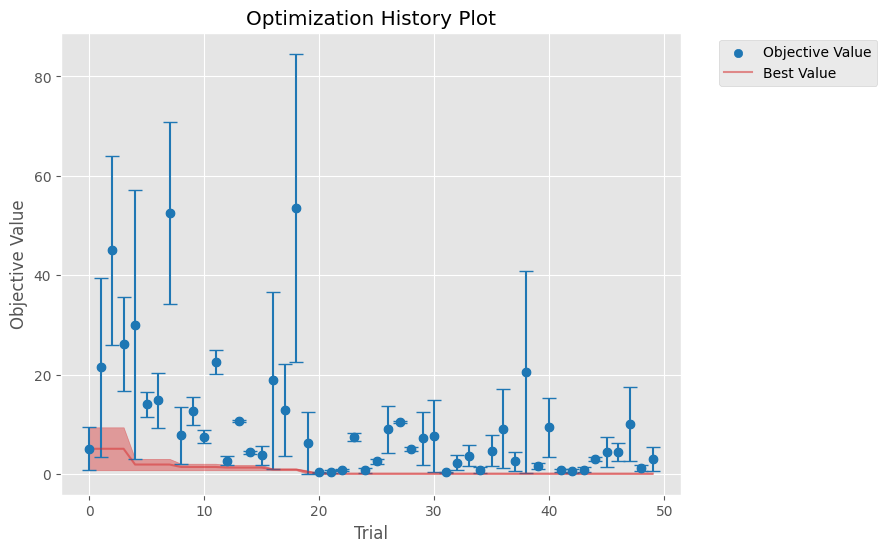 Optimization History Plot
Objective Value
Best Value
Objective Value
80
60
40
20
0
0 10 20 30 40 50
Trial